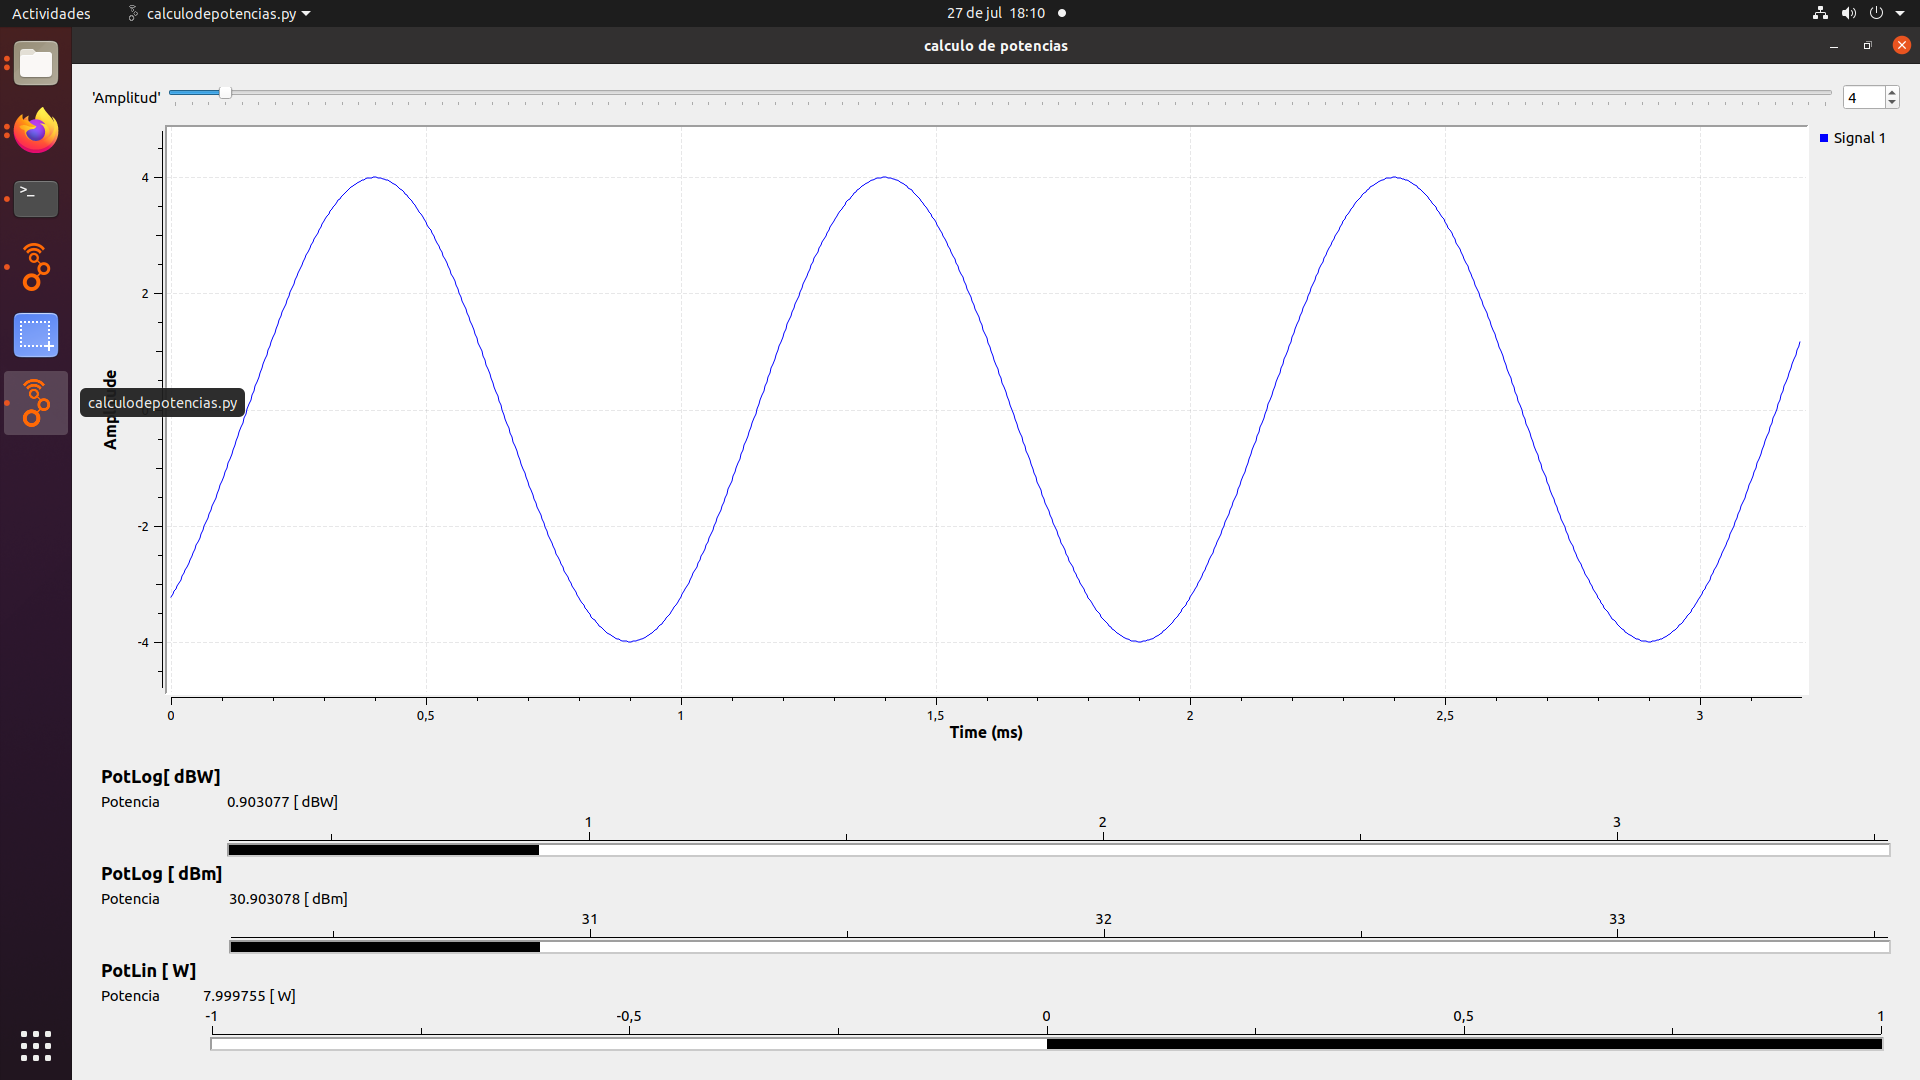 Actividades
calculodepotencias.py
27 de jul 18:10
calculo de potencias
'Amplitud'
4
Signal 1
4
2
-2
-4
calculodepotencias.py
0
0,5
1
1,5
2
2,5
3
Time (ms)
PotLog[ dBW]
Potencia 0.903077 [ dBW]
1 2 3
PotLog [ dBm]
Potencia 30.903078 [ dBm]
31 32 33
PotLin [ W]
Potencia 7.999755 [ W]
-1 -0,5 0 0,5 1